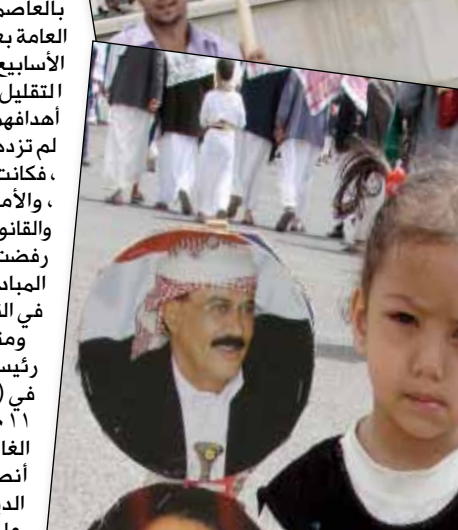 بالعاصم
العامة بع
الأسابيع
التقليل
أهدافهم
لم تزد
، فكانت
، والأم
والقانو
رفضت
المباد
في ال
ومن
رئيس
في (
١١
الغا
أنص
الد